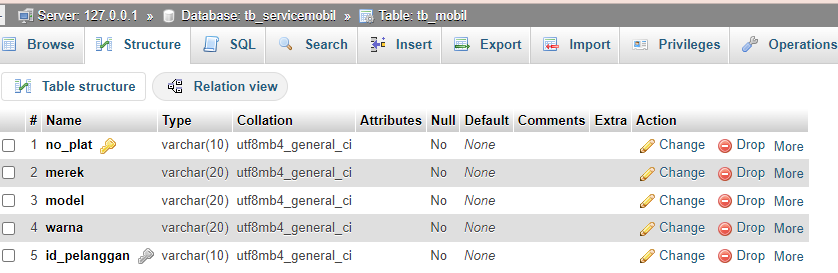 Server: 127.0.0.1 » Database: tb_servicemobil » Table: tb_mobil
Browse Structure SQL Search Insert Export Import Privileges Operations
Table structure Relation view
# Name Type Collation Attributes Null Default Comments Extra Action
1 no_plat varchar(10) utf8mb4_general_ci No None Change Drop More
2 merek varchar(20) utf8mb4_general_ci No None Change Drop More
3 model varchar(20) utf8mb4_general_ci No None Change Drop More
4 warna varchar(20) utf8mb4_general_ci No None Change Drop More
5 id_pelanggan varchar(10) utf8mb4_general_ci No None Change Drop More